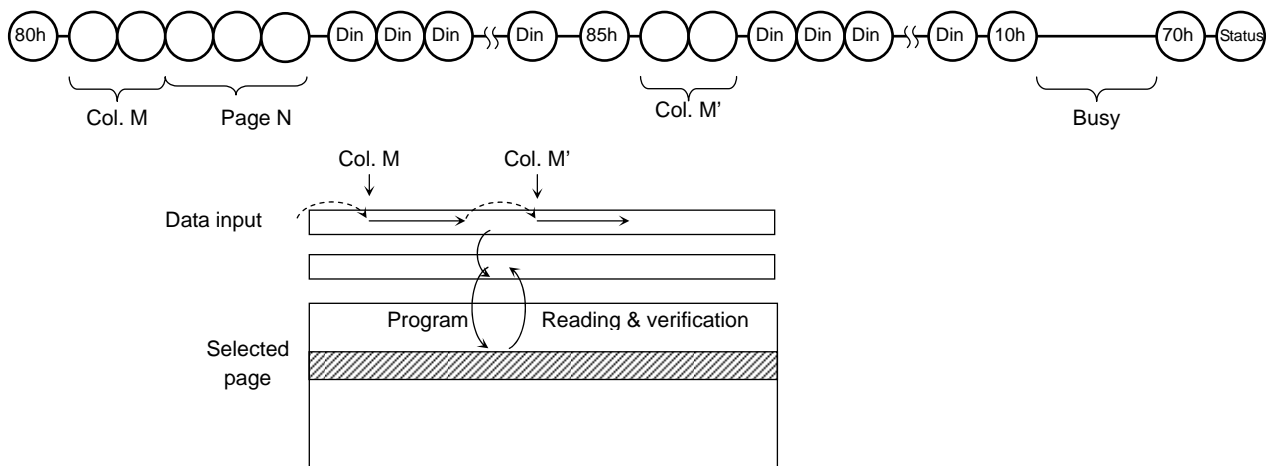 80h Din Din Din Din 85h Din Din Din Din 10h 70h Status
Col. M Page N Col. M’ Busy
Col. M Col. M’
Data input
Program Reading & verification
Selected
page